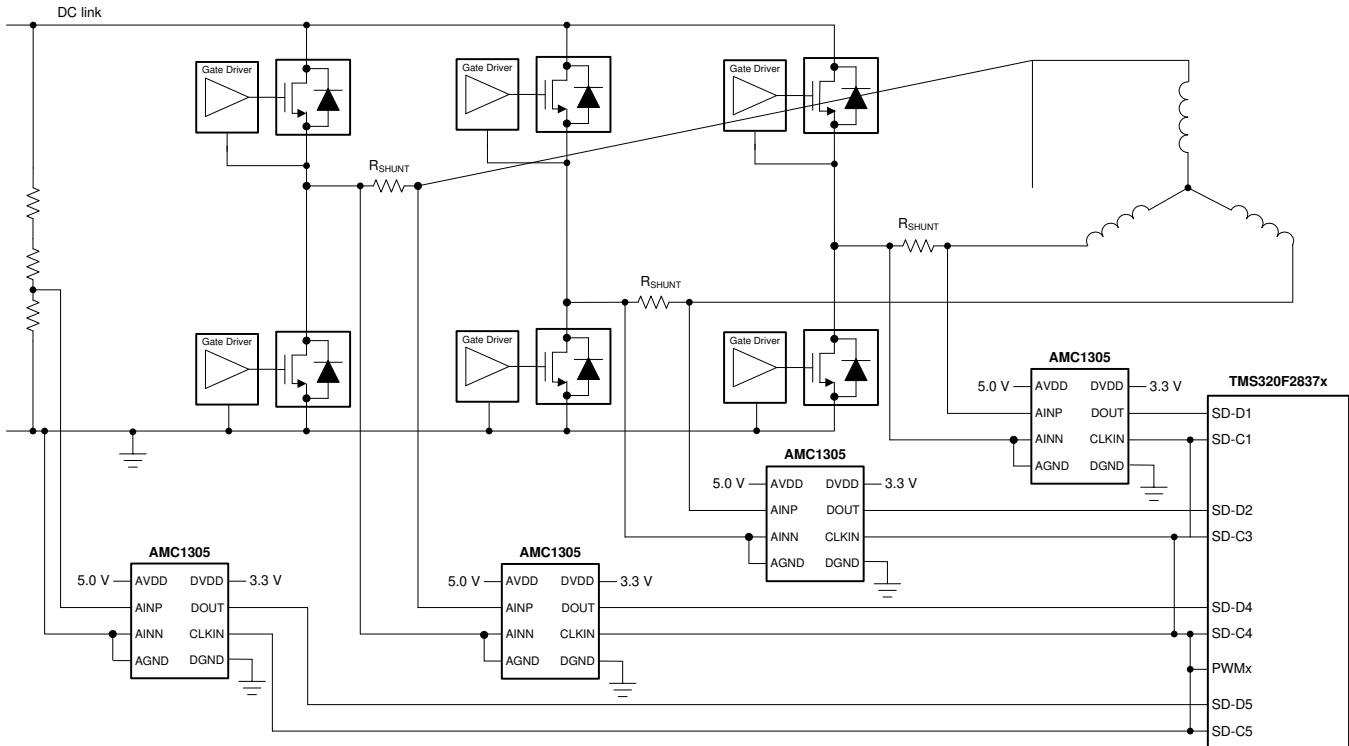 DC link
Gate Driver
Gate Driver
Gate Driver
RSHUNT
RSHUNT
RSHUNT
Gate Driver
Gate Driver
Gate Driver
AMC1305
5.0 V AVDD DVDD 3.3 V
AINP DOUT
AINN CLKIN
AGND DGND
TMS320F2837x
SD-D1
SD-C1
SD-D2
SD-C3
SD-D4
SD-C4
PWMx
SD-D5
SD-C5
AMC1305
5.0 V AVDD DVDD 3.3 V
AINP DOUT
AINN CLKIN
AGND DGND
AMC1305
5.0 V AVDD DVDD 3.3 V
AINP DOUT
AINN CLKIN
AGND DGND
AMC1305
5.0 V AVDD DVDD 3.3 V
AINP DOUT
AINN CLKIN
AGND DGND